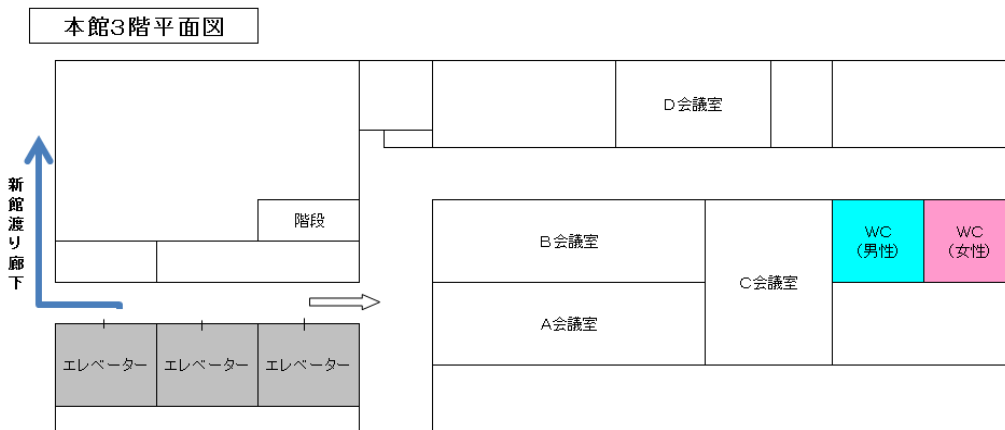 本館3階平面図
D会議室
新館渡り廊下
階段
B会議室
WC
(男性)
WC
(女性)
C会議室
A会議室
エレベーター
エレベーター
エレベーター